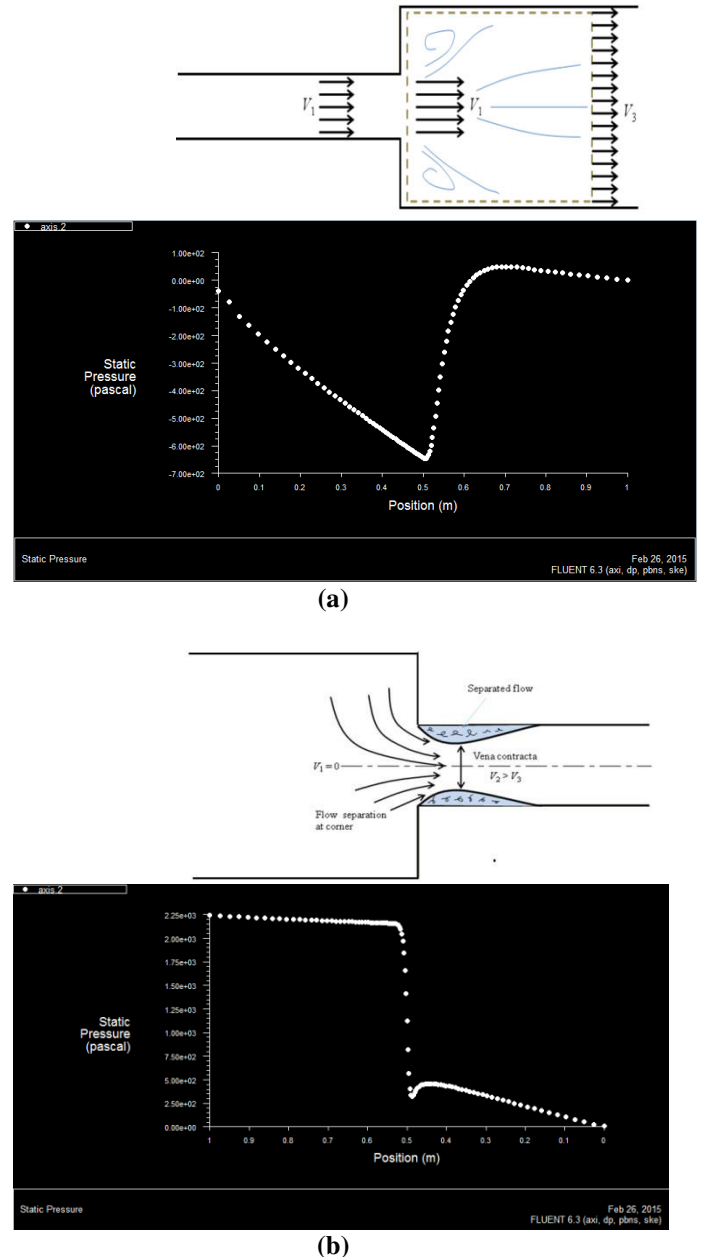 V1
V1
V3
axis.2
1.00e+02
0.00e+00
-1.00e+02
-2.00e+02
-3.00e+02
-4.00e+02
-5.00e+02
-6.00e+02
-7.00e+02
Static
Pressure
(pascal)
0 0.1 0.2 0.3 0.4 0.5 0.6 0.7 0.8 0.9 1
Position (m)
Static Pressure
Feb 26, 2015
FLUENT 6.3 (axi, dp, pbns, ske)
(a)
Separated flow
V1 = 0
Vena contracta
V2 > V3
Flow separation
at corner
axis.2
2.25e+03
2.00e+03
1.75e+03
1.50e+03
1.25e+03
1.00e+03
7.50e+02
5.00e+02
2.50e+02
0.00e+00
Static
Pressure
(pascal)
1 0.9 0.8 0.7 0.6 0.5 0.4 0.3 0.2 0.1 0
Position (m)
Static Pressure
Feb 26, 2015
FLUENT 6.3 (axi, dp, pbns, ske)
(b)